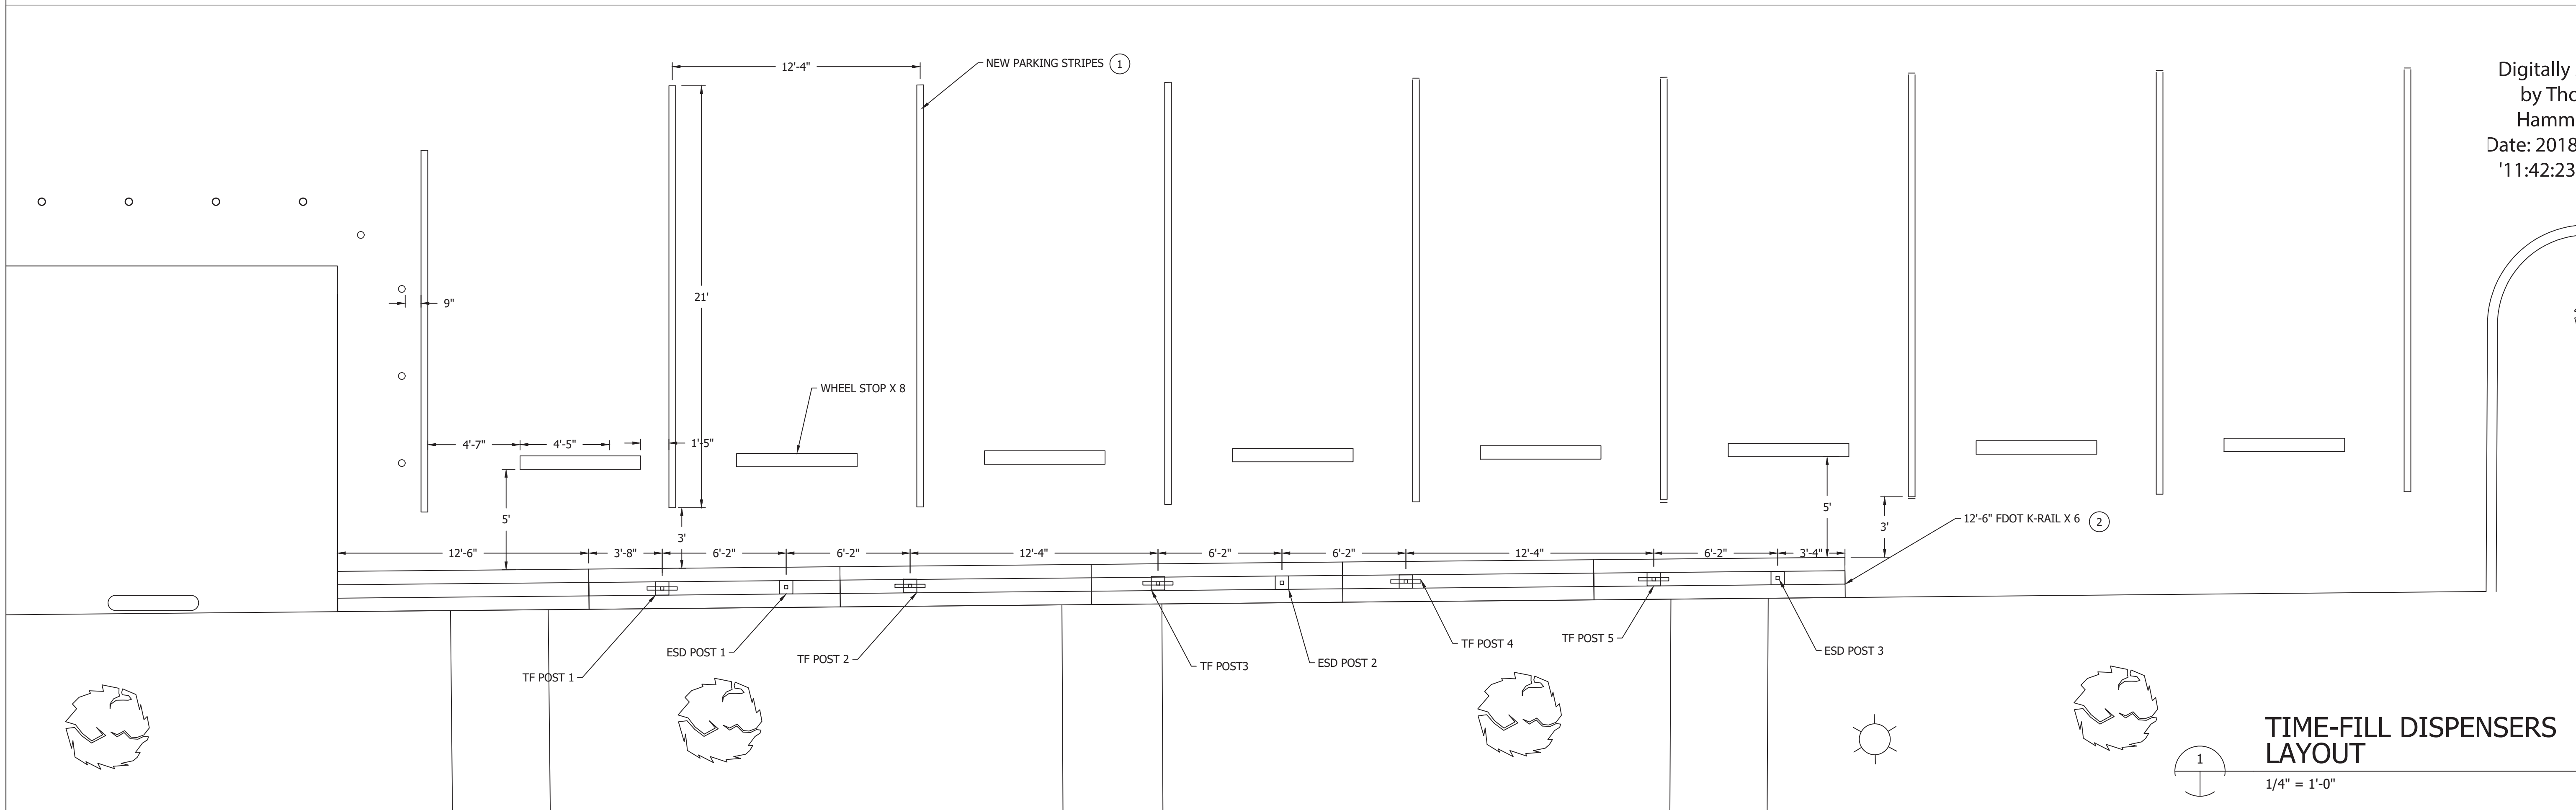 12'-4"
NEW PARKING STRIPES 1
Digitally
by Tho
Hamm
Date: 2018
'11:42:23
21'
9"
WHEEL STOP X 8
4'-7" 4'-5" 1'-5"
5'
3'
5'
3'
12'-6" FDOT K-RAIL X 6 2
12'-6" 3'-8" 6'-2" 6'-2" 12'-4" 6'-2" 6'-2" 12'-4" 6'-2" 3'-4"
TF POST 1
ESD POST 1
TF POST 2
TF POST3
ESD POST 2
TF POST 4
TF POST 5
ESD POST 3
1
TIME-FILL DISPENSERS
LAYOUT
1/4" = 1'-0"